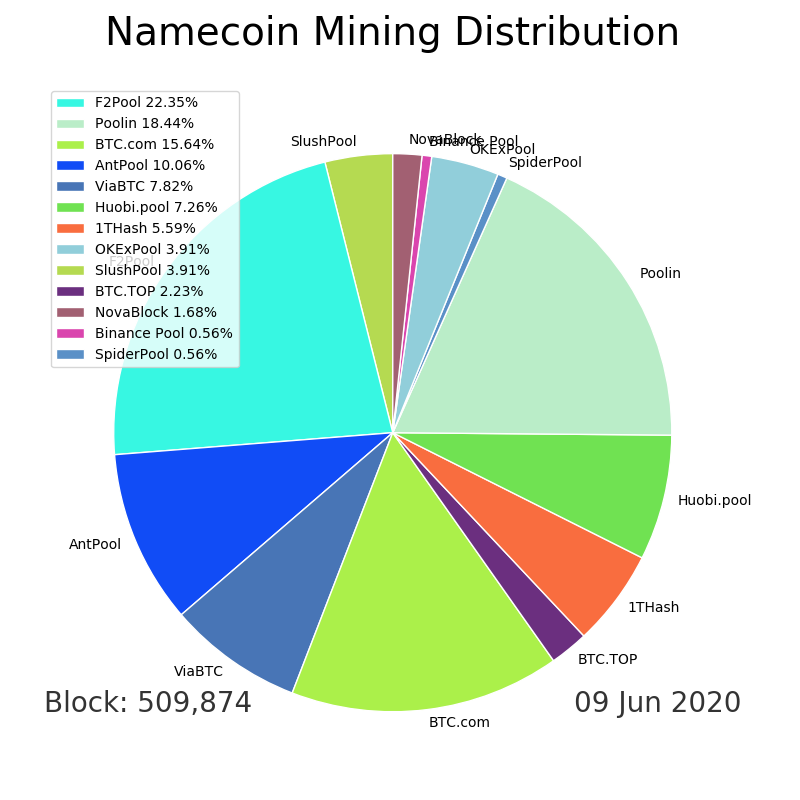 Namecoin Mining Distribution
F2Pool 22.35%
Poolin 18.44%
BTC.com 15.64%
AntPool 10.06%
ViaBTC 7.82%
Huobi.pool 7.26%
1THash 5.59%
OKExPool 3.91%
SlushPool 3.91%
BTC.TOP 2.23%
NovaBlock 1.68%
Binance Pool 0.56%
SpiderPool 0.56%
SlushPool
NovaBlock
Binance Pool
OKExPool
SpiderPool
F2Pool
Poolin
Huobi.pool
AntPool
1THash
BTC.TOP
ViaBTC
BTC.com
Block: 509,874
09 Jun 2020